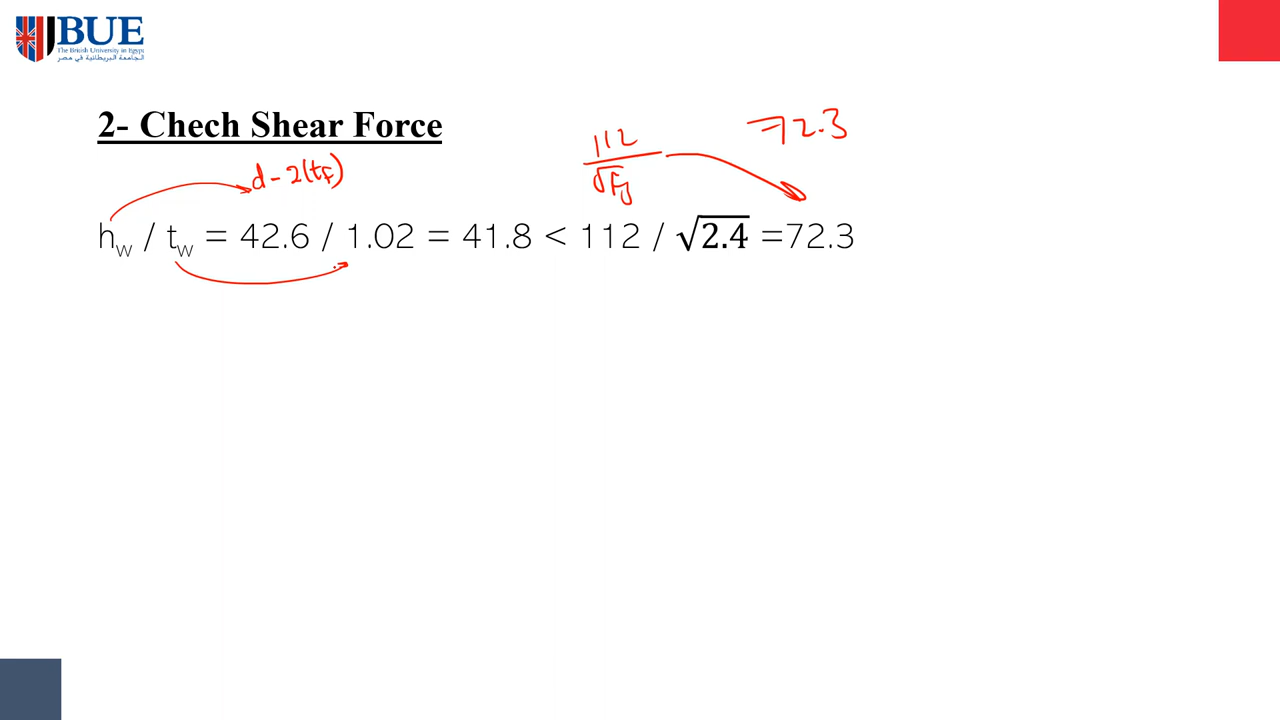 BUE
The British University in Egypt
الجامعة البريطانية في مصر
2- Chech Shear Force
d - 2(tf)
112 / √Fy
72.3
hw / tw = 42.6 / 1.02 = 41.8 < 112 / √2.4 =72.3